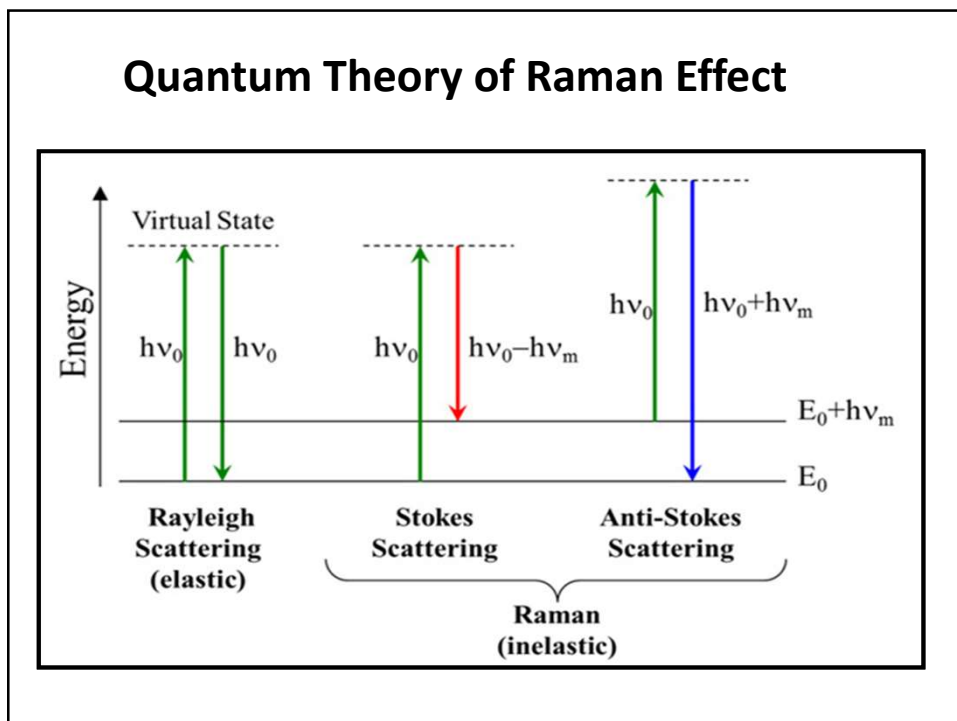 Quantum Theory of Raman Effect
Energy
Virtual State
hν₀
hν₀
hν₀
hν₀–hνₘ
hν₀
hν₀+hνₘ
E₀+hνₘ
E₀
Rayleigh
Scattering
(elastic)
Stokes
Scattering
Anti-Stokes
Scattering
Raman
(inelastic)